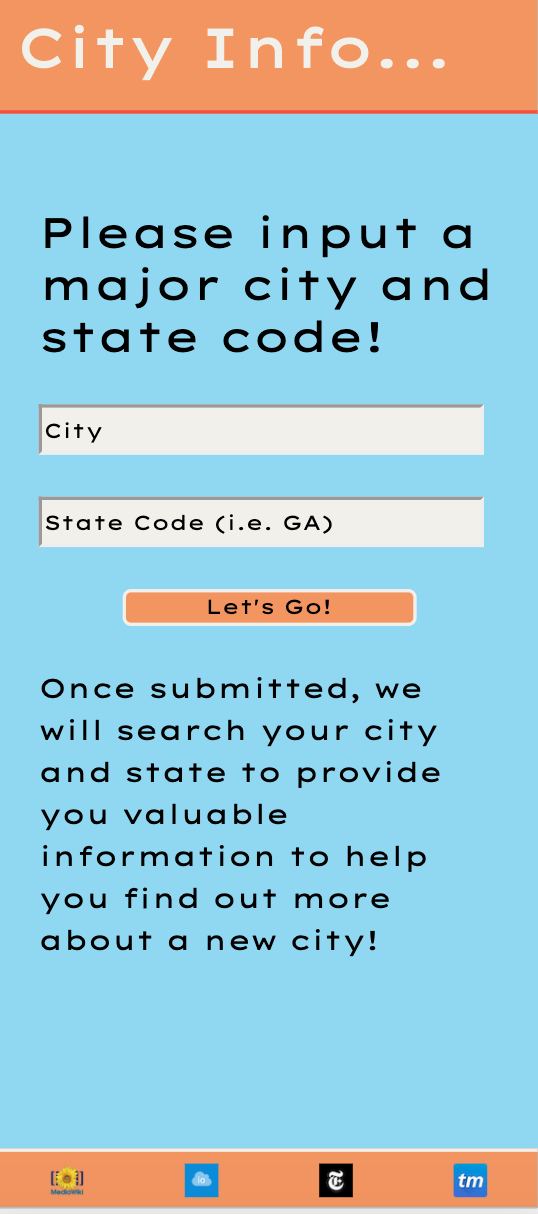 City Info...
Please input a
major city and
state code!
City
State Code (i.e. GA)
Let's Go!
Once submitted, we
will search your city
and state to provide
you valuable
information to help
you find out more
about a new city!
MediaWiki
io
T
tm